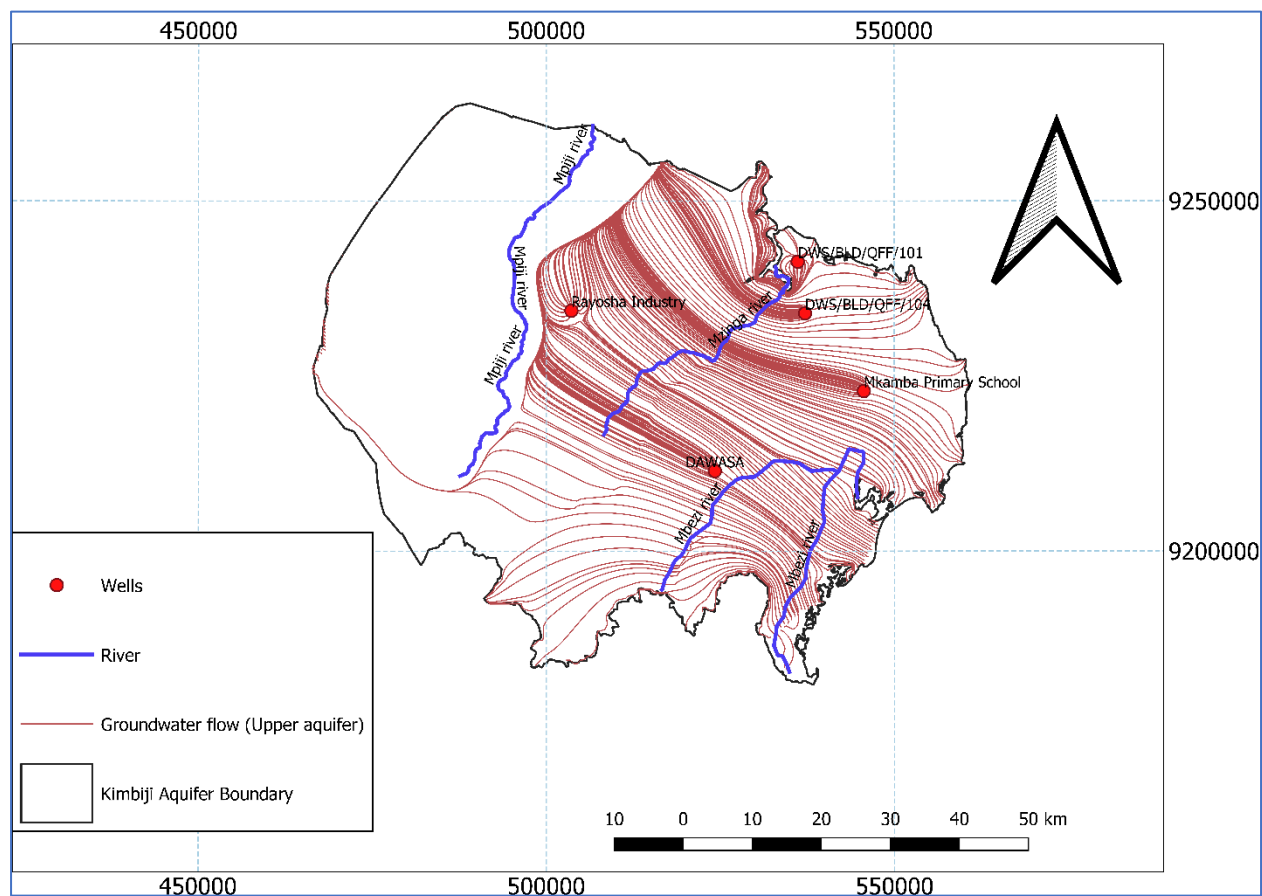 450000 500000 550000
Mpiji river
9250000
DWS/BLD/QFF/101
Mpiji river
Rayosha Industry
DWS/BLD/QFF/104
Mzinga river
Mpiji river
Mkamba Primary School
DAWASA
Mbezi river
Mbezi river
9200000
Wells
River
Groundwater flow (Upper aquifer)
Kimbiji Aquifer Boundary
10 0 10 20 30 40 50 km
450000 500000 550000